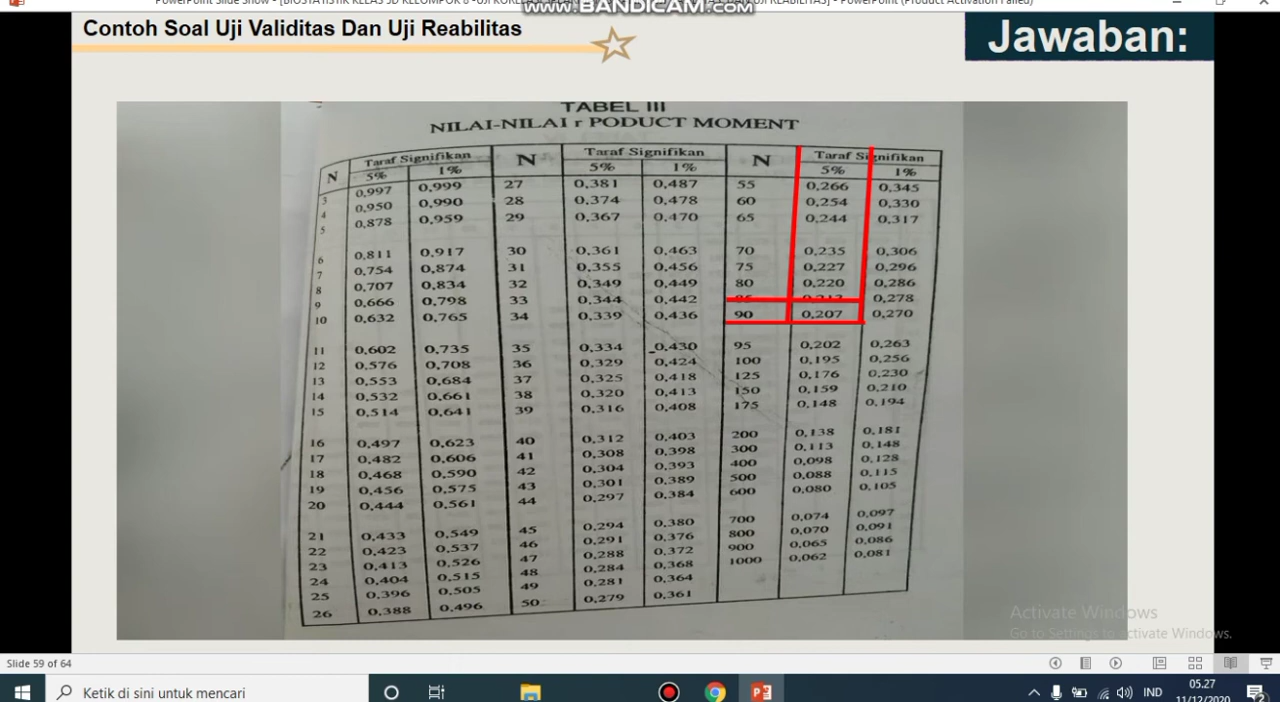 PowerPoint Slide Show - [BIOSTATISTIK KELAS 3D KELOMPOK 8 -UJI REABILITAS] - PowerPoint (Product Activation Failed)
www.BANDICAM.com
Contoh Soal Uji Validitas Dan Uji Reabilitas
Jawaban:
TABEL III
NILAI-NILAI r PODUCT MOMENT
N Taraf Signifikan N Taraf Signifikan N Taraf Signifikan
5% 1% 5% 1% 5% 1%
3 0,997 0,999 27 0,381 0,487 55 0,266 0,345
4 0,950 0,990 28 0,374 0,478 60 0,254 0,330
5 0,878 0,959 29 0,367 0,470 65 0,244 0,317
6 0,811 0,917 30 0,361 0,463 70 0,235 0,306
7 0,754 0,874 31 0,355 0,456 75 0,227 0,296
8 0,707 0,834 32 0,349 0,449 80 0,220 0,286
9 0,666 0,798 33 0,344 0,442 0,278
10 0,632 0,765 34 0,339 0,436 90 0,207 0,270
11 0,602 0,735 35 0,334 0,430 95 0,202 0,263
12 0,576 0,708 36 0,329 0,424 100 0,195 0,256
13 0,553 0,684 37 0,325 0,418 125 0,176 0,230
14 0,532 0,661 38 0,320 0,413 150 0,159 0,210
15 0,514 0,641 39 0,316 0,408 175 0,148 0,194
16 0,497 0,623 40 0,312 0,403 200 0,138 0,181
17 0,482 0,606 41 0,308 0,398 300 0,113 0,148
18 0,468 0,590 42 0,304 0,393 400 0,098 0,128
19 0,456 0,575 43 0,301 0,389 500 0,088 0,115
20 0,444 0,561 44 0,297 0,384 600 0,080 0,105
21 0,433 0,549 45 0,294 0,380 700 0,074 0,097
22 0,423 0,537 46 0,291 0,376 800 0,070 0,091
23 0,413 0,526 47 0,288 0,372 900 0,065 0,086
24 0,404 0,515 48 0,284 0,368 1000 0,062 0,081
25 0,396 0,505 49 0,281 0,364
26 0,388 0,496 50 0,279 0,361
Activate Windows
Go to Settings to activate Windows.
Slide 59 of 64
Ketik di sini untuk mencari
IND
05.27
11/12/2020
2